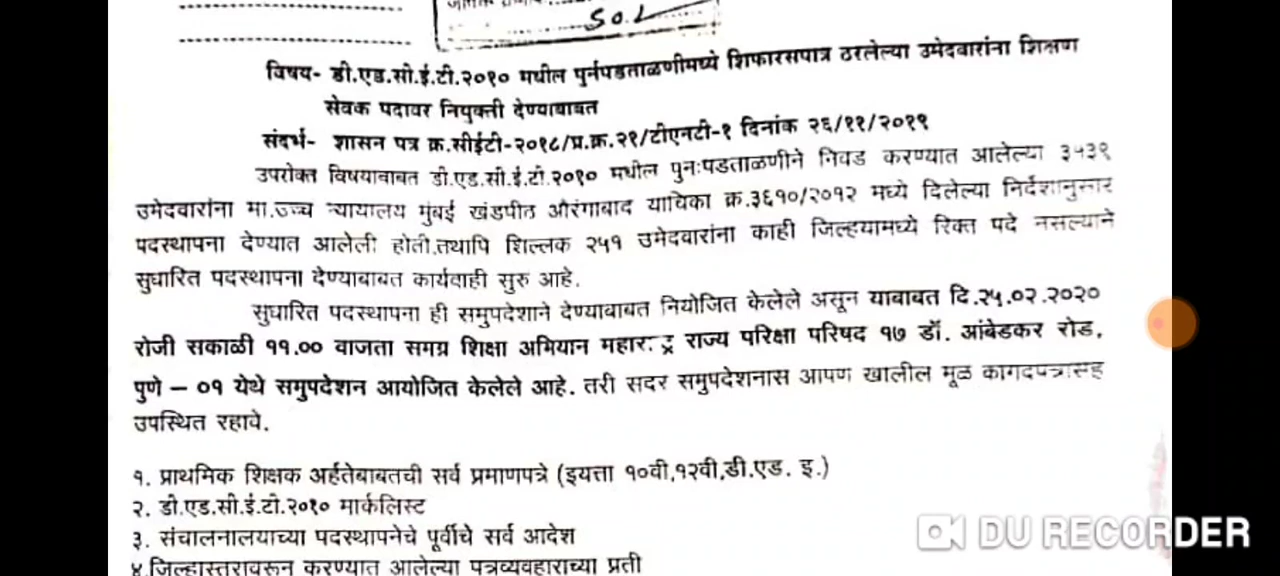 S.O.L
विषय- डी.एड.सी.ई.टी.२०१० मधील पुर्नपडताळणीमध्ये शिफारसपात्र ठरलेल्या उमेदवारांना शिक्षण
सेवक पदावर नियुक्ती देण्याबाबत
संदर्भ- शासन पत्र क्र.सीईटी-२०१८/प्र.क्र.२१/टीएनटी-१ दिनांक २६/११/२०१९
उपरोक्त विषयाबाबत डी.एड.सी.ई.टी.२०१० मधील पुनःपडताळणीने निवड करण्यात आलेल्या ३५३९
उमेदवारांना मा.उच्च न्यायालय मुंबई खंडपीठ औरंगाबाद याचिका क्र.३६१०/२०१२ मध्ये दिलेल्या निर्देशानुसार
पदस्थापना देण्यात आलेली होती.तथापि शिल्लक २५१ उमेदवारांना काही जिल्हयामध्ये रिक्त पदे नसल्याने
सुधारित पदस्थापना देण्याबाबत कार्यवाही सुरु आहे.
सुधारित पदस्थापना ही समुपदेशाने देण्याबाबत नियोजित केलेले असून याबाबत दि.२५.०२.२०२०
रोजी सकाळी ११.०० वाजता समग्र शिक्षा अभियान राज्य परिक्षा परिषद १७ डॉ. आंबेडकर रोड,
पुणे – ०१ येथे समुपदेशन आयोजित केलेले आहे. तरी सदर समुपदेशनास आपण खालील मूळ कागदपत्रासह
उपस्थित रहावे.
१. प्राथमिक शिक्षक अर्हतेबाबतची सर्व प्रमाणपत्रे (इयत्ता १०वी,१२वी,डी.एड. इ.)
२. डी.एड.सी.ई.टी.२०१० मार्कलिस्ट
३. संचालनालयाच्या पदस्थापनेचे पूर्वीचे सर्व आदेश
४.जिल्हास्तरावरून करण्यात आलेल्या पत्रव्यवहाराच्या प्रती
DU RECORDER